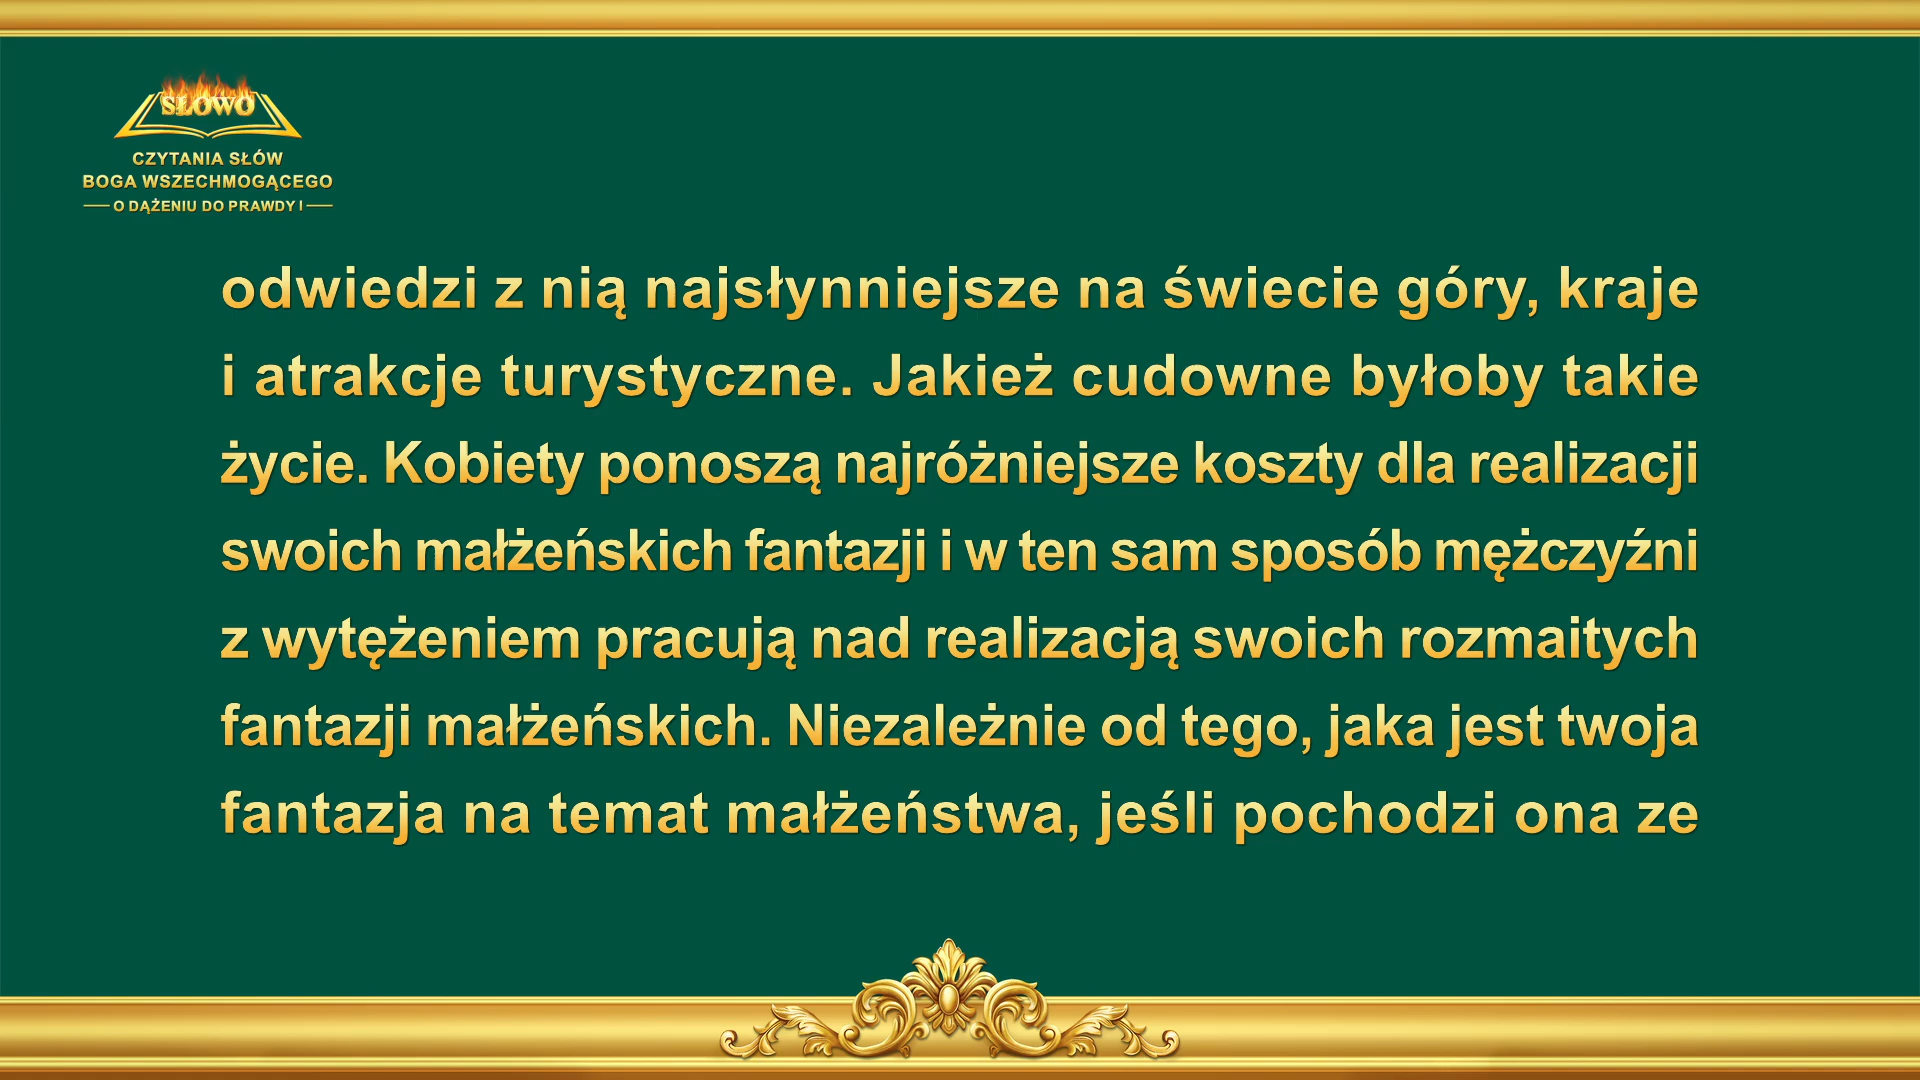 SŁOWO
CZYTANIA SŁÓW
BOGA WSZECHMOGĄCEGO
O DĄŻENIU DO PRAWDY I
odwiedzi z nią najsłynniejsze na świecie góry, kraje
i atrakcje turystyczne. Jakież cudowne byłoby takie
życie. Kobiety ponoszą najróżniejsze koszty dla realizacji
swoich małżeńskich fantazji i w ten sam sposób mężczyźni
z wytężeniem pracują nad realizacją swoich rozmaitych
fantazji małżeńskich. Niezależnie od tego, jaka jest twoja
fantazja na temat małżeństwa, jeśli pochodzi ona ze